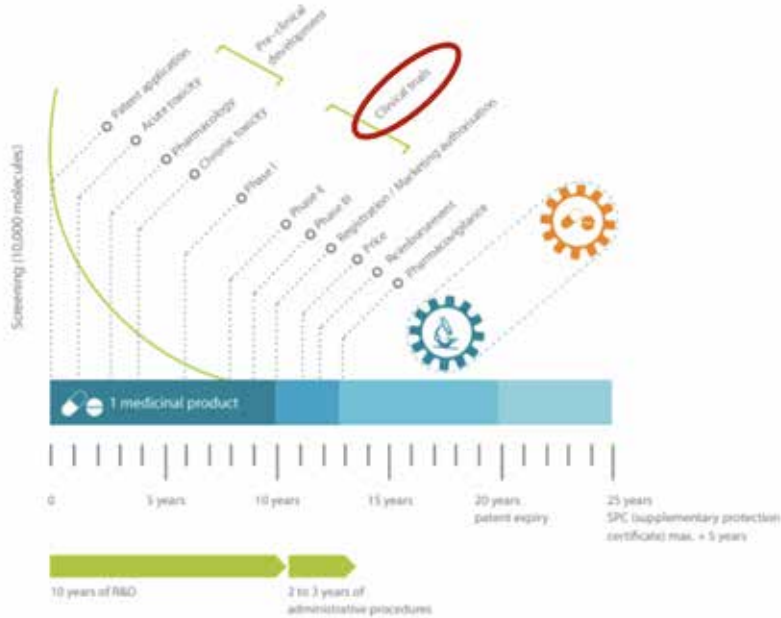 Pre-clinical
development
Clinical trials
Patent application
Acute toxicity
Pharmacology
Chronic toxicity
Phase I
Phase II
Phase III
Registration / Marketing authorisation
Price
Reimbursement
Pharmacovigilance
Screening (10,000 molecules)
1 medicinal product
0
5 years
10 years
15 years
20 years
patent expiry
25 years
SPC (supplementary protection
certificate) max. + 5 years
10 years of R&D
2 to 3 years of
administrative procedures